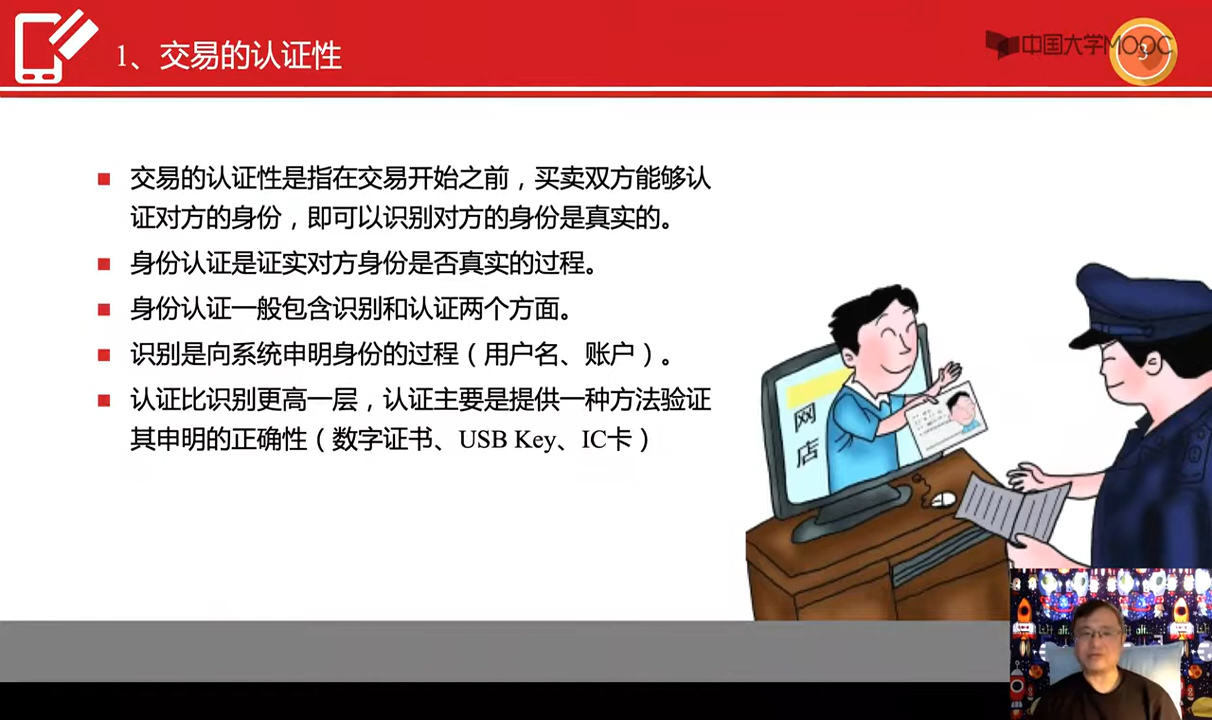 1、交易的认证性
中国大学MOOC
3
交易的认证性是指在交易开始之前，买卖双方能够认
证对方的身份，即可以识别对方的身份是真实的。
身份认证是证实对方身份是否真实的过程。
身份认证一般包含识别和认证两个方面。
识别是向系统申明身份的过程（用户名、账户）。
认证比识别更高一层，认证主要是提供一种方法验证
其申明的正确性（数字证书、USB Key、IC卡）
网
店